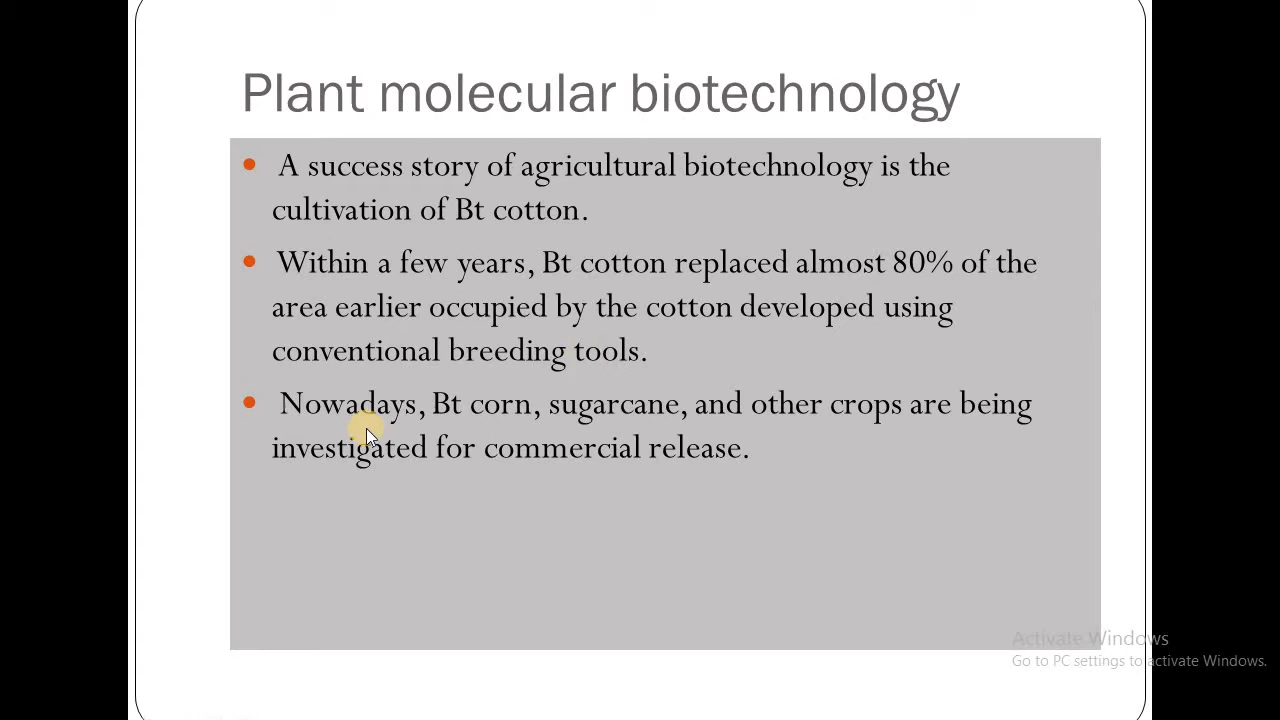 Plant molecular biotechnology
• A success story of agricultural biotechnology is the
cultivation of Bt cotton.
• Within a few years, Bt cotton replaced almost 80% of the
area earlier occupied by the cotton developed using
conventional breeding tools.
• Nowadays, Bt corn, sugarcane, and other crops are being
investigated for commercial release.
Activate Windows
Go to PC settings to activate Windows.